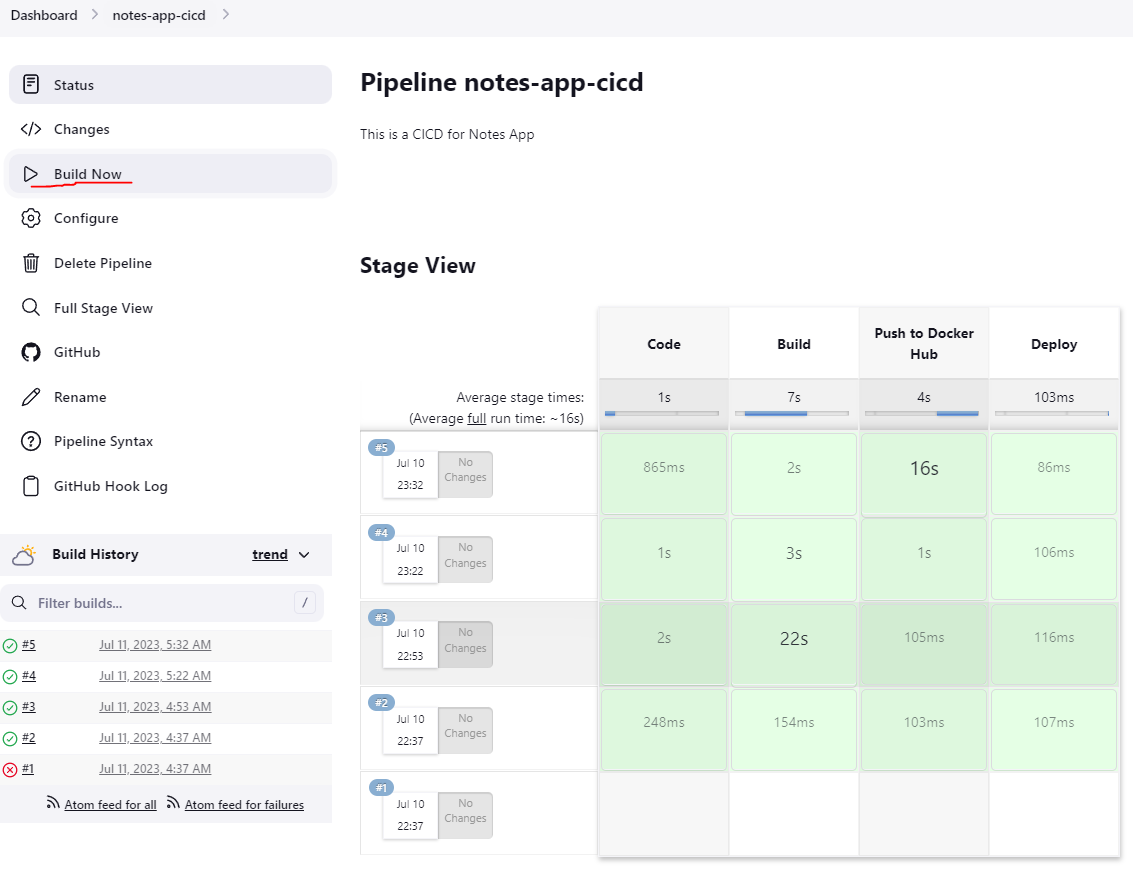 Dashboard notes-app-cicd
Status
Changes
Build Now
Configure
Delete Pipeline
Full Stage View
GitHub
Rename
Pipeline Syntax
GitHub Hook Log
Build History trend
Filter builds... /
#5 Jul 11, 2023, 5:32 AM
#4 Jul 11, 2023, 5:22 AM
#3 Jul 11, 2023, 4:53 AM
#2 Jul 11, 2023, 4:37 AM
#1 Jul 11, 2023, 4:37 AM
Atom feed for all Atom feed for failures
Pipeline notes-app-cicd
This is a CICD for Notes App
Stage View
Code Build Push to Docker Deploy
Hub
Average stage times: 1s 7s 4s 103ms
(Average full run time: ~16s)
#5
Jul 10 No
23:32 Changes
865ms 2s 16s 86ms
#4
Jul 10 No
23:22 Changes
1s 3s 1s 106ms
#3
Jul 10 No
22:53 Changes
2s 22s 105ms 116ms
#2
Jul 10 No
22:37 Changes
248ms 154ms 103ms 107ms
#1
Jul 10 No
22:37 Changes